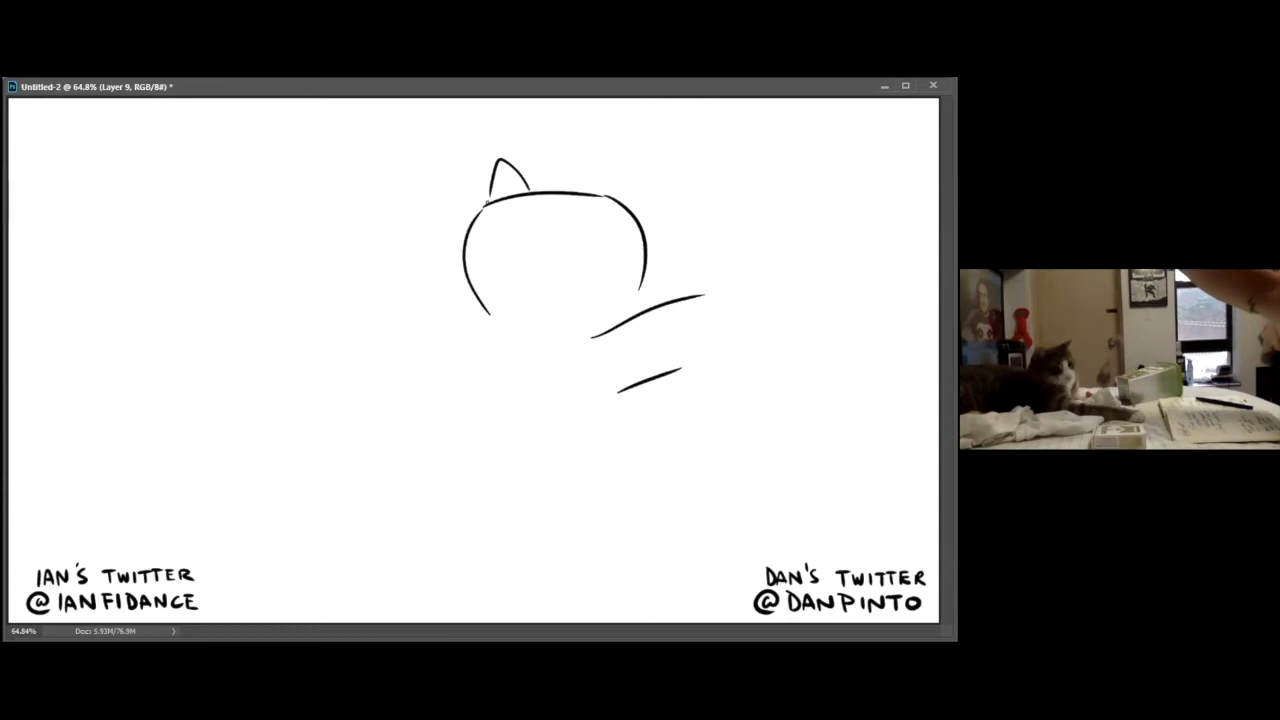 Untitled-2 @ 64.8% (Layer 9, RGB/8#) *
IAN'S TWITTER
@IANFIDANCE
DAN'S TWITTER
@DANPINTO
64.84% Doc: 5.93M/76.9M